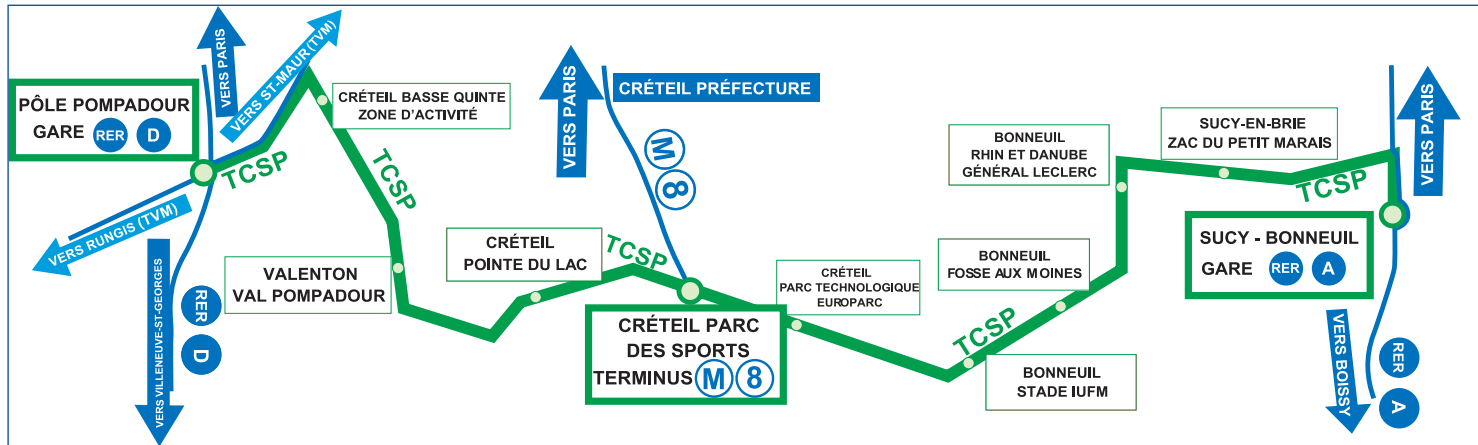 PÔLE POMPADOUR
GARE RER D
VERS PARIS
VERS ST-MAUR (TVM)
TCSP
VERS RUNGIS (TVM)
VERS VILLENEUVE-ST-GEORGES
RER
D
CRÉTEIL BASSE QUINTE
ZONE D'ACTIVITÉ
TCSP
VALENTON
VAL POMPADOUR
CRÉTEIL
POINTE DU LAC
VERS PARIS
CRÉTEIL PRÉFECTURE
M
8
TCSP
CRÉTEIL PARC
DES SPORTS
TERMINUS M 8
CRÉTEIL
PARC TECHNOLOGIQUE
EUROPARC
TCSP
BONNEUIL
STADE IUFM
BONNEUIL
FOSSE AUX MOINES
BONNEUIL
RHIN ET DANUBE
GÉNÉRAL LECLERC
SUCY-EN-BRIE
ZAC DU PETIT MARAIS
TCSP
VERS PARIS
SUCY - BONNEUIL
GARE RER A
VERS BOISSY
RER
A